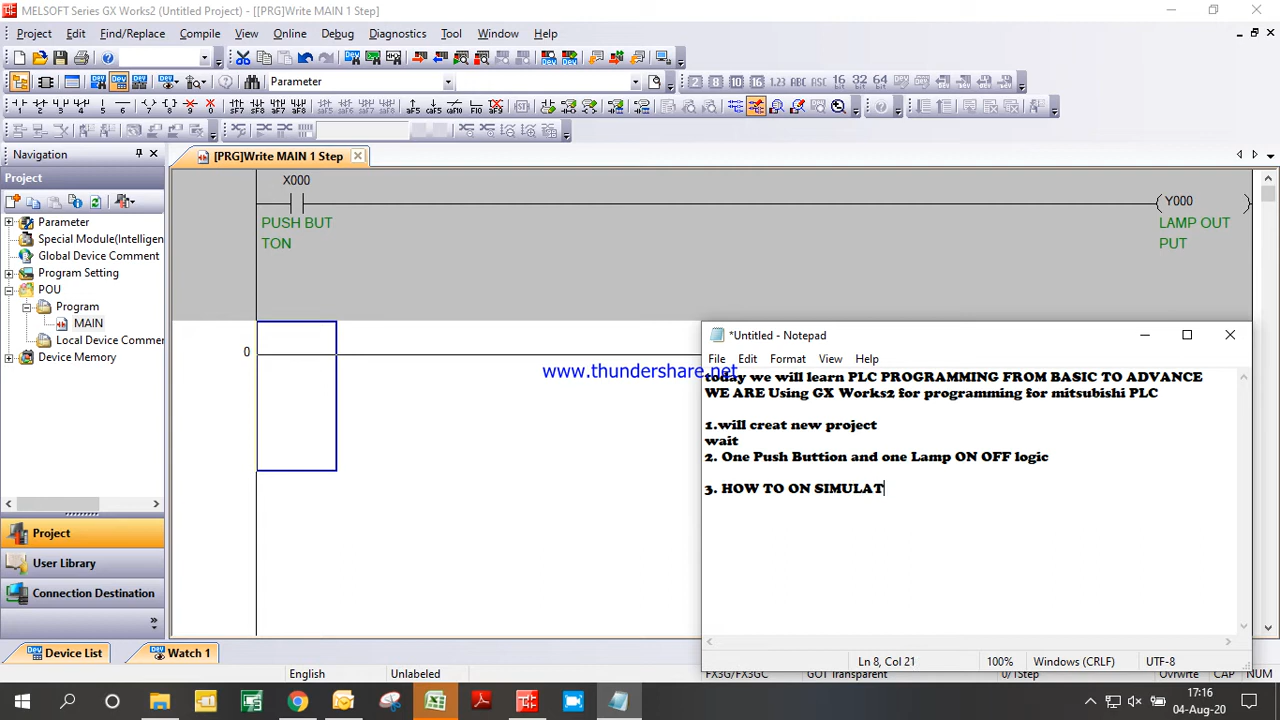 MELSOFT Series GX Works2 (Untitled Project) - [[PRG]Write MAIN 1 Step]
Project Edit Find/Replace Compile View Online Debug Diagnostics Tool Window Help
Parameter
Navigation
[PRG]Write MAIN 1 Step
Project
Parameter
Special Module(Intelligen
Global Device Comment
Program Setting
POU
Program
MAIN
Local Device Comme
Device Memory
X000
PUSH BUT
TON
Y000
LAMP OUT
PUT
0
www.thundershare.net
*Untitled - Notepad
File Edit Format View Help
today we will learn PLC PROGRAMMING FROM BASIC TO ADVANCE
WE ARE Using GX Works2 for programming for mitsubishi PLC
1.will creat new project
wait
2. One Push Buttion and one Lamp ON OFF logic
3. HOW TO ON SIMULAT
Ln 8, Col 21 100% Windows (CRLF) UTF-8
Project
User Library
Connection Destination
Device List
Watch 1
English Unlabeled FX3G/FX3GC GOT Transparent 0/1Step Ovrwrte CAP NUM
17:16
04-Aug-20